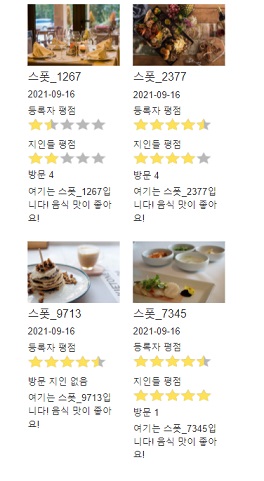 스폿_1267
2021-09-16
등록자 평점
지인들 평점
방문 4
여기는 스폿_1267입
니다! 음식 맛이 좋아
요!
스폿_2377
2021-09-16
등록자 평점
지인들 평점
방문 4
여기는 스폿_2377입
니다! 음식 맛이 좋아
요!
스폿_9713
2021-09-16
등록자 평점
방문 지인 없음
여기는 스폿_9713입
니다! 음식 맛이 좋아
요!
스폿_7345
2021-09-16
등록자 평점
지인들 평점
방문 1
여기는 스폿_7345입
니다! 음식 맛이 좋아
요!